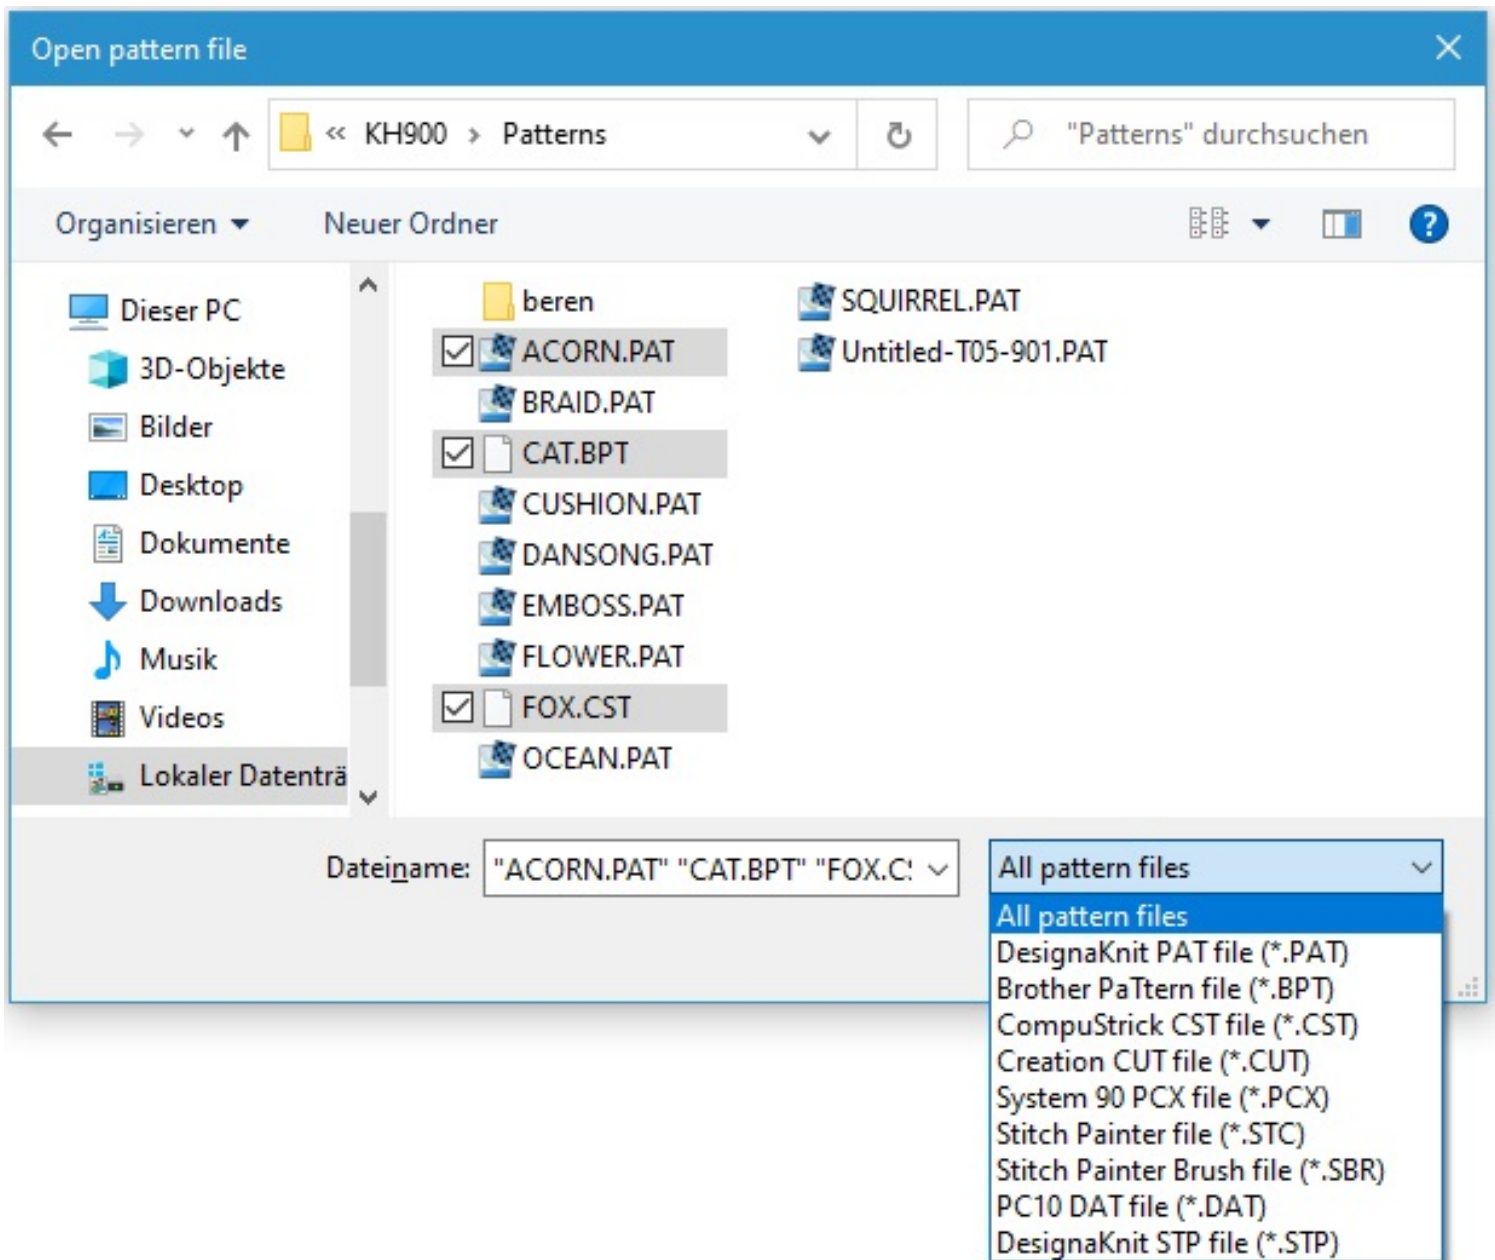 Open pattern file
« KH900 > Patterns
"Patterns" durchsuchen
Organisieren
Neuer Ordner
Dieser PC
3D-Objekte
Bilder
Desktop
Dokumente
Downloads
Musik
Videos
Lokaler Datenträ
beren
ACORN.PAT
BRAID.PAT
CAT.BPT
CUSHION.PAT
DANSONG.PAT
EMBOSS.PAT
FLOWER.PAT
FOX.CST
OCEAN.PAT
SQUIRREL.PAT
Untitled-T05-901.PAT
Dateiname: "ACORN.PAT" "CAT.BPT" "FOX.C
All pattern files
All pattern files
DesignaKnit PAT file (*.PAT)
Brother PaTtern file (*.BPT)
CompuStrick CST file (*.CST)
Creation CUT file (*.CUT)
System 90 PCX file (*.PCX)
Stitch Painter file (*.STC)
Stitch Painter Brush file (*.SBR)
PC10 DAT file (*.DAT)
DesignaKnit STP file (*.STP)